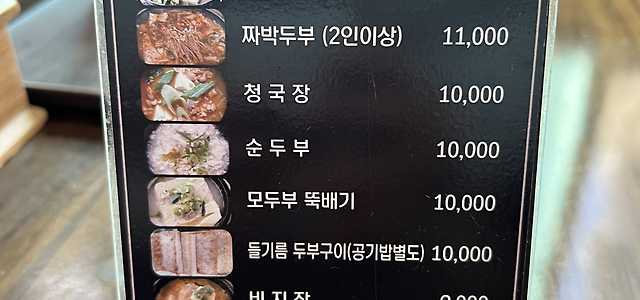 짜박두부 (2인이상) 11,000
청국장 10,000
순두부 10,000
모두부 뚝배기 10,000
들기름 두부구이(공기밥별도) 10,000